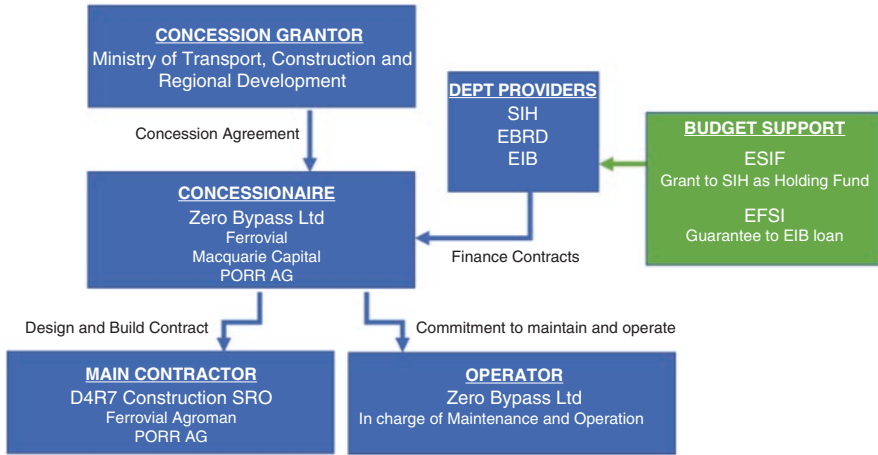 CONCESSION GRANTOR
Ministry of Transport, Construction and
Regional Development
Concession Agreement
DEPT PROVIDERS
SIH
EBRD
EIB
BUDGET SUPPORT
ESIF
Grant to SIH as Holding Fund
EFSI
Guarantee to EIB loan
CONCESSIONAIRE
Zero Bypass Ltd
Ferrovial
Macquarie Capital
PORR AG
Finance Contracts
Design and Build Contract
Commitment to maintain and operate
MAIN CONTRACTOR
D4R7 Construction SRO
Ferrovial Agroman
PORR AG
OPERATOR
Zero Bypass Ltd
In charge of Maintenance and Operation